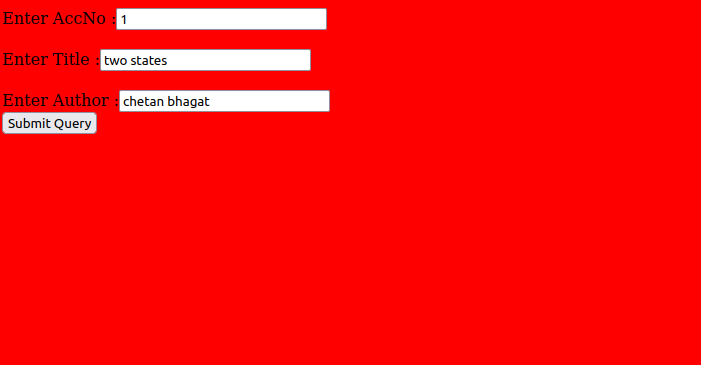 Enter AccNo :1
Enter Title :two states
Enter Author :chetan bhagat
Submit Query